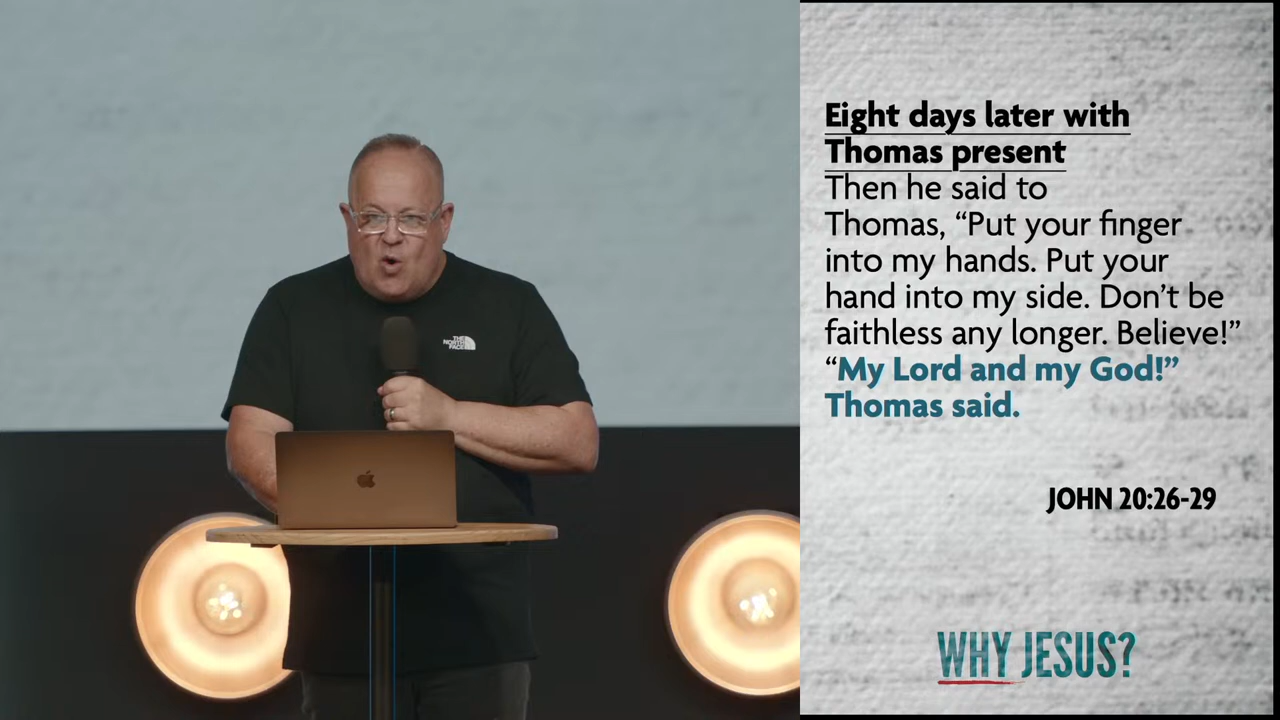 THE
NORTH
FACE
Eight days later with
Thomas present
Then he said to
Thomas, “Put your finger
into my hands. Put your
hand into my side. Don’t be
faithless any longer. Believe!”
“My Lord and my God!”
Thomas said.
JOHN 20:26-29
WHY JESUS?